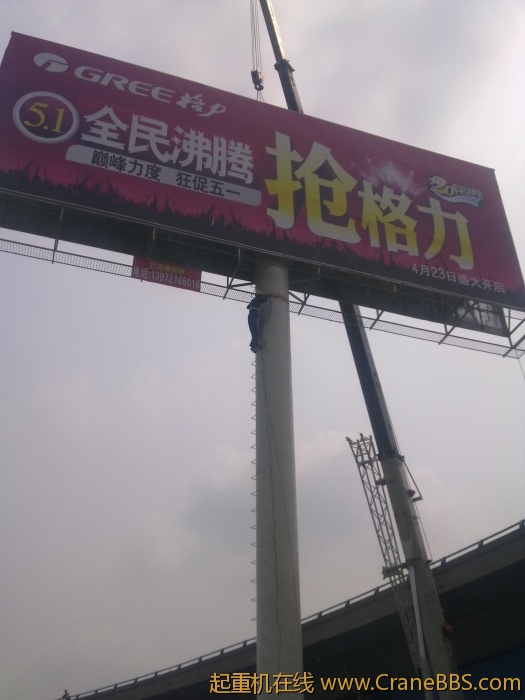 GREE 格力
5.1
全民沸腾
巅峰力度 狂促五一
抢格力
4月23日盛大开启
起重机在线 www.CraneBBS.com